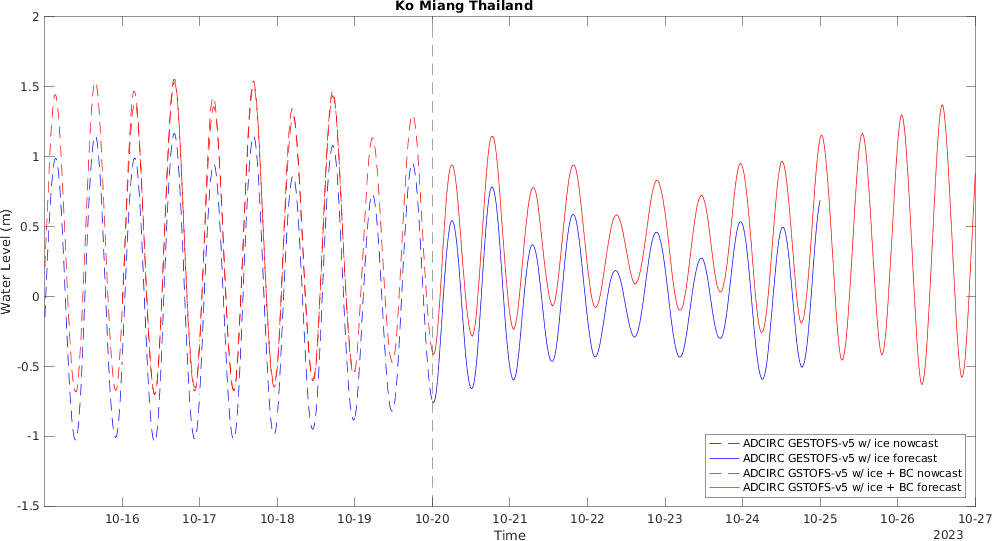 Ko Miang Thailand
Water Level (m)
2
1.5
1
0.5
0
-0.5
-1
-1.5
10-16 10-17 10-18 10-19 10-20 10-21 10-22 10-23 10-24 10-25 10-26 10-27
Time
2023
ADCIRC GESTOFS-v5 w/ ice nowcast
ADCIRC GESTOFS-v5 w/ ice forecast
ADCIRC GSTOFS-v5 w/ ice + BC nowcast
ADCIRC GSTOFS-v5 w/ ice + BC forecast